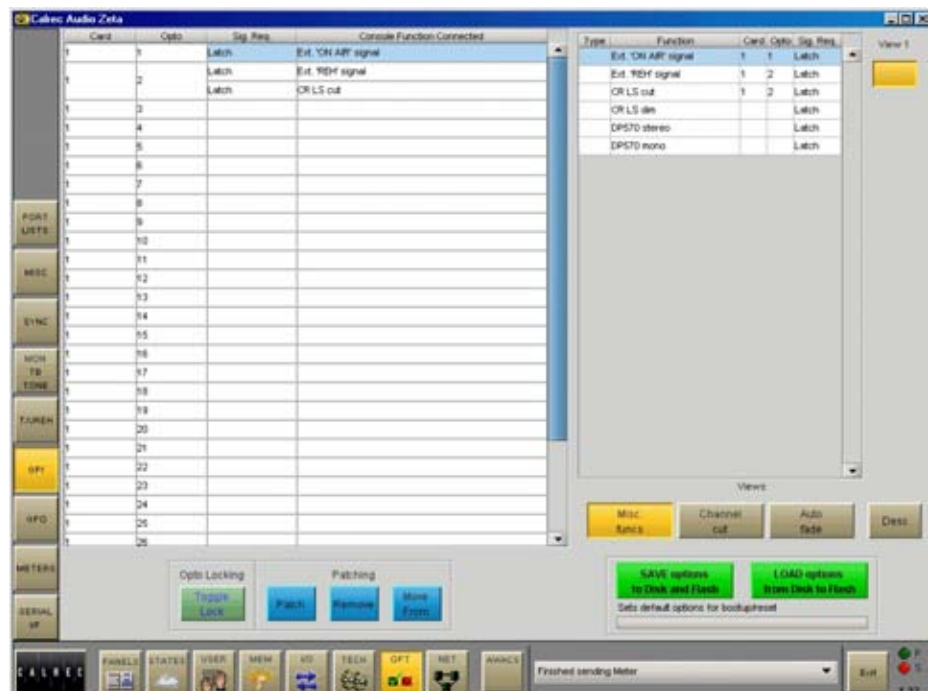 Calrec Audio Zeta
Card Opto Sig. Req. Console Function Connected
1 1 Latch Ext. 'ON AIR' signal
1 2 Latch Ext. 'REH' signal
Latch CR LS cut
1 3
1 4
1 5
1 6
1 7
1 8
1 9
1 10
1 11
1 12
1 13
1 14
1 15
1 16
1 17
1 18
1 19
1 20
1 21
1 22
1 23
1 24
1 25
1 26
Type Function Card Opto Sig. Req.
Ext. 'ON AIR' signal 1 1 Latch
Ext. 'REH' signal 1 2 Latch
CR LS cut 1 2 Latch
CR LS dim Latch
DP570 stereo Latch
DP570 mono Latch
View 1
PORT
LISTS
MISC
SYNC
MON
TB
TONE
TX/REH
GPI
GPO
METERS
SERIAL
I/F
Views
Misc.
funcs
Channel
cut
Auto
fade
Desc
Opto Locking
Toggle
Lock
Patching
Patch
Remove
Move
From
SAVE options
to Disk and Flash
LOAD options
from Disk to Flash
Sets default options for bootup/reset
CALREC
PANELS
STATES
USER
MEM
I/O
TECH
OPT
NET
AWACS
Finished sending Meter
Exit
P
S